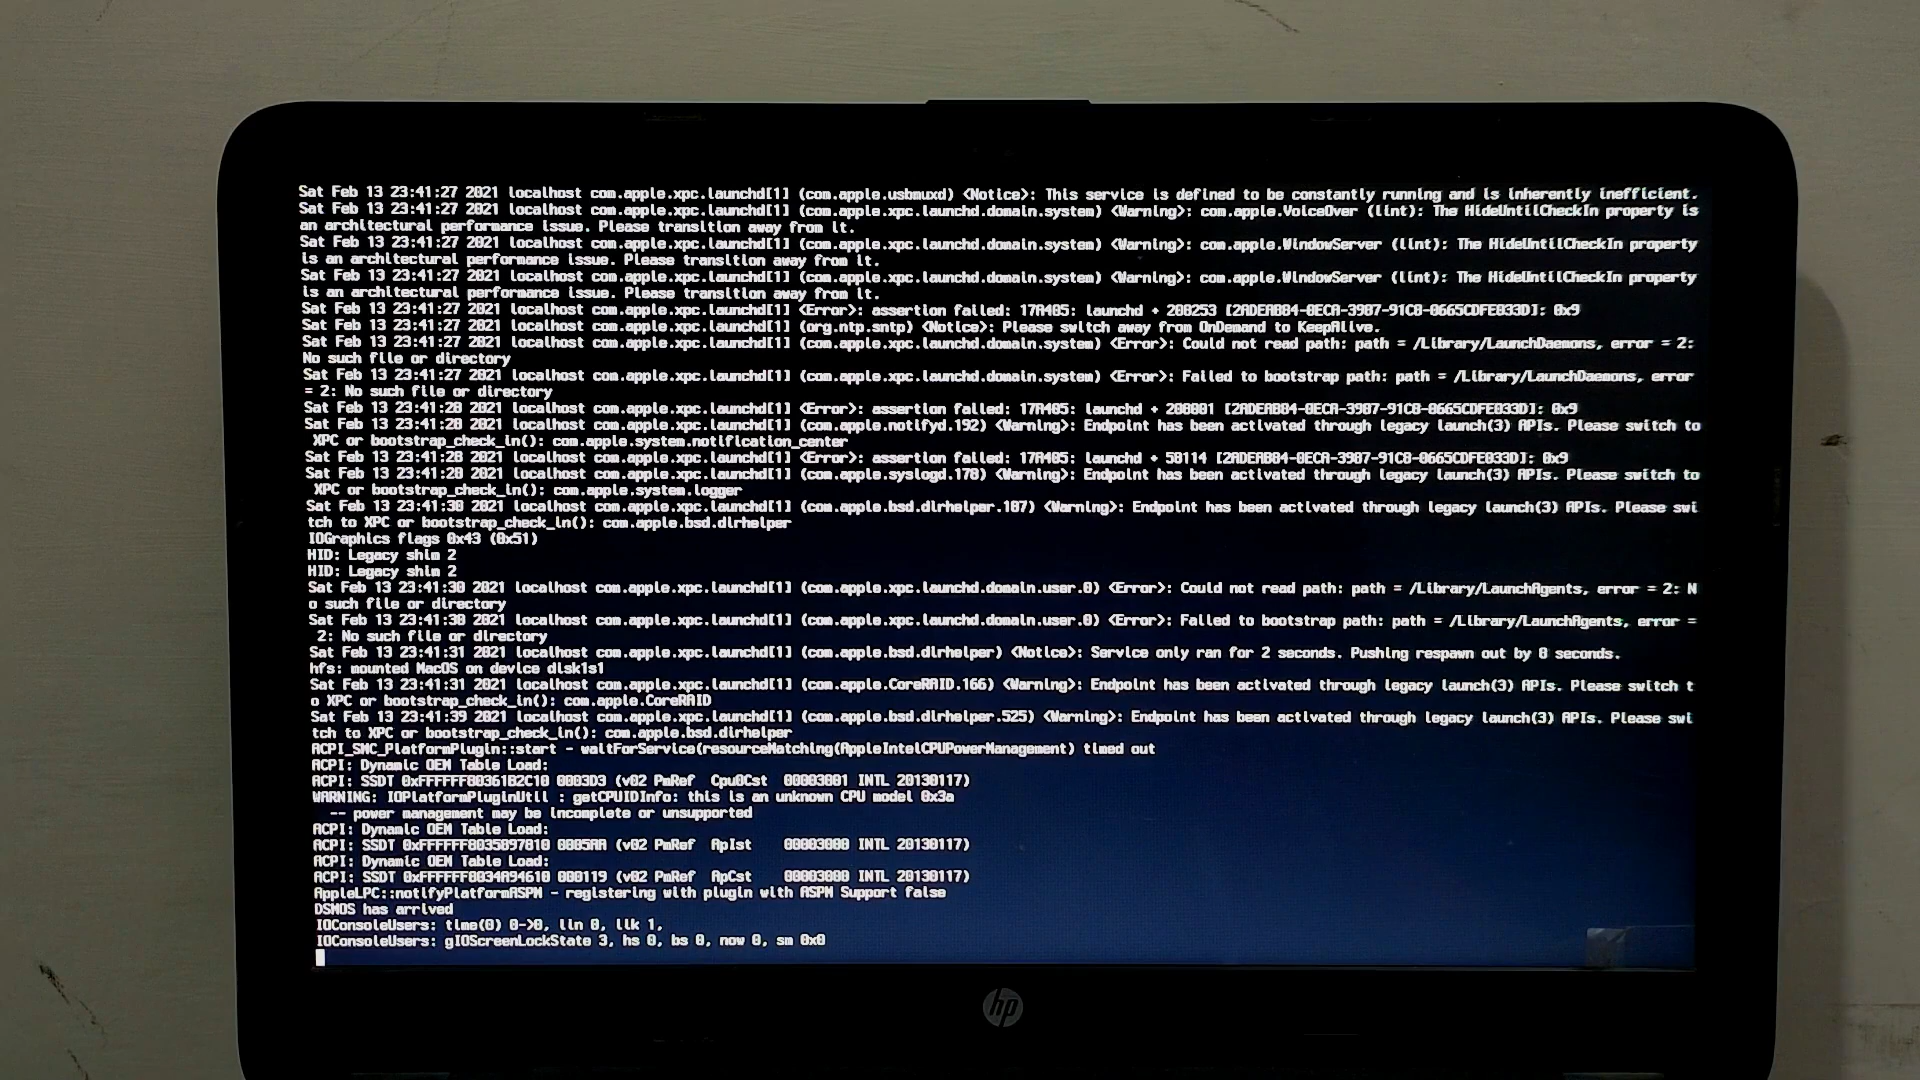 Sat Feb 13 23:41:27 2021 localhost com.apple.xpc.launchd[1] (com.apple.usbmuxd) <Notice>: This service is defined to be constantly running and is inherently inefficient.
Sat Feb 13 23:41:27 2021 localhost com.apple.xpc.launchd[1] (com.apple.xpc.launchd.domain.system) <Warning>: com.apple.VoiceOver (lint): The HideUntilCheckIn property is
an architectural performance issue. Please transition away from it.
Sat Feb 13 23:41:27 2021 localhost com.apple.xpc.launchd[1] (com.apple.xpc.launchd.domain.system) <Warning>: com.apple.WindowServer (lint): The HideUntilCheckIn property
is an architectural performance issue. Please transition away from it.
Sat Feb 13 23:41:27 2021 localhost com.apple.xpc.launchd[1] (com.apple.xpc.launchd.domain.system) <Warning>: com.apple.WindowServer (lint): The HideUntilCheckIn property
is an architectural performance issue. Please transition away from it.
Sat Feb 13 23:41:27 2021 localhost com.apple.xpc.launchd[1] <Error>: assertion failed: 17A405: launchd + 208253 [2ADEAB84-0ECA-3907-91C8-0665CDFE033D]: 0x9
Sat Feb 13 23:41:27 2021 localhost com.apple.xpc.launchd[1] (org.ntp.sntp) <Notice>: Please switch away from OnDemand to KeepAlive.
Sat Feb 13 23:41:27 2021 localhost com.apple.xpc.launchd[1] (com.apple.xpc.launchd.domain.system) <Error>: Could not read path: path = /Library/LaunchDaemons, error = 2:
No such file or directory
Sat Feb 13 23:41:27 2021 localhost com.apple.xpc.launchd[1] (com.apple.xpc.launchd.domain.system) <Error>: Failed to bootstrap path: path = /Library/LaunchDaemons, error
= 2: No such file or directory
Sat Feb 13 23:41:28 2021 localhost com.apple.xpc.launchd[1] <Error>: assertion failed: 17A405: launchd + 208001 [2ADEAB84-0ECA-3907-91C8-0665CDFE033D]: 0x9
Sat Feb 13 23:41:28 2021 localhost com.apple.xpc.launchd[1] (com.apple.notifyd.192) <Warning>: Endpoint has been activated through legacy launch(3) APIs. Please switch to
XPC or bootstrap_check_in(): com.apple.system.notification_center
Sat Feb 13 23:41:28 2021 localhost com.apple.xpc.launchd[1] <Error>: assertion failed: 17A405: launchd + 50114 [2ADEAB84-0ECA-3907-91C8-0665CDFE033D]: 0x9
Sat Feb 13 23:41:28 2021 localhost com.apple.xpc.launchd[1] (com.apple.syslogd.178) <Warning>: Endpoint has been activated through legacy launch(3) APIs. Please switch to
XPC or bootstrap_check_in(): com.apple.system.logger
Sat Feb 13 23:41:30 2021 localhost com.apple.xpc.launchd[1] (com.apple.bsd.dirhelper.187) <Warning>: Endpoint has been activated through legacy launch(3) APIs. Please swi
tch to XPC or bootstrap_check_in(): com.apple.bsd.dirhelper
IOGraphics flags 0x43 (0x51)
HID: Legacy shim 2
HID: Legacy shim 2
Sat Feb 13 23:41:30 2021 localhost com.apple.xpc.launchd[1] (com.apple.xpc.launchd.domain.user.0) <Error>: Could not read path: path = /Library/LaunchAgents, error = 2: N
o such file or directory
Sat Feb 13 23:41:30 2021 localhost com.apple.xpc.launchd[1] (com.apple.xpc.launchd.domain.user.0) <Error>: Failed to bootstrap path: path = /Library/LaunchAgents, error =
2: No such file or directory
Sat Feb 13 23:41:31 2021 localhost com.apple.xpc.launchd[1] (com.apple.bsd.dirhelper) <Notice>: Service only ran for 2 seconds. Pushing respawn out by 8 seconds.
hfs: mounted MacOS on device disk1s1
Sat Feb 13 23:41:31 2021 localhost com.apple.xpc.launchd[1] (com.apple.CoreRAID.166) <Warning>: Endpoint has been activated through legacy launch(3) APIs. Please switch t
o XPC or bootstrap_check_in(): com.apple.CoreRAID
Sat Feb 13 23:41:39 2021 localhost com.apple.xpc.launchd[1] (com.apple.bsd.dirhelper.525) <Warning>: Endpoint has been activated through legacy launch(3) APIs. Please swi
tch to XPC or bootstrap_check_in(): com.apple.bsd.dirhelper
ACPI_SMC_PlatformPlugin::start - waitForService(resourceMatching(AppleIntelCPUPowerManagement) timed out
ACPI: Dynamic OEM Table Load:
ACPI: SSDT 0xFFFFFF80361B2C10 0003D3 (v02 PmRef Cpu0Cst 00003001 INTL 20130117)
WARNING: IOPlatformPluginUtil : getCPUIDInfo: this is an unknown CPU model 0x3a
-- power management may be incomplete or unsupported
ACPI: Dynamic OEM Table Load:
ACPI: SSDT 0xFFFFFF8035097810 0005AA (v02 PmRef ApIst 00003000 INTL 20130117)
ACPI: Dynamic OEM Table Load:
ACPI: SSDT 0xFFFFFF8034A94610 000119 (v02 PmRef ApCst 00003000 INTL 20130117)
AppleLPC::notifyPlatformASPM - registering with plugin with ASPM Support false
DSMOS has arrived
IOConsoleUsers: time(0) 0->0, lin 0, llk 1,
IOConsoleUsers: gIOScreenLockState 3, hs 0, bs 0, now 0, sm 0x0
hp